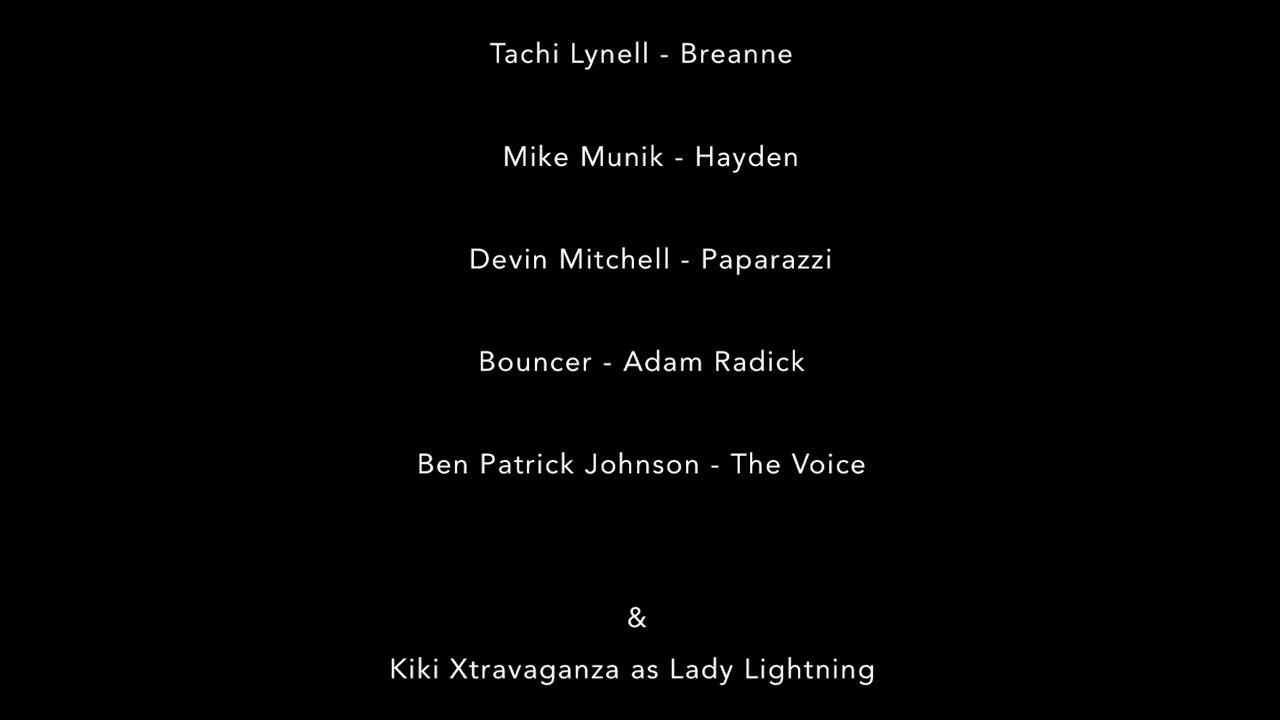 Tachi Lynell - Breanne
Mike Munik - Hayden
Devin Mitchell - Paparazzi
Bouncer - Adam Radick
Ben Patrick Johnson - The Voice
&
Kiki Xtravaganza as Lady Lightning